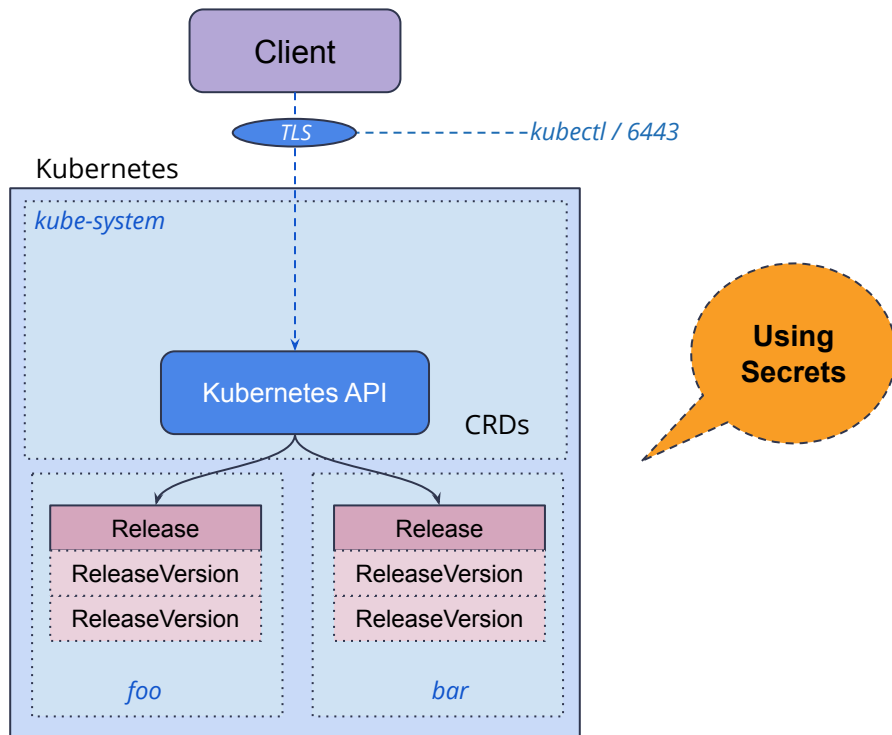 Client
TLS
kubectl / 6443
Kubernetes
kube-system
Kubernetes API
CRDs
Using
Secrets
Release
ReleaseVersion
ReleaseVersion
foo
Release
ReleaseVersion
ReleaseVersion
bar